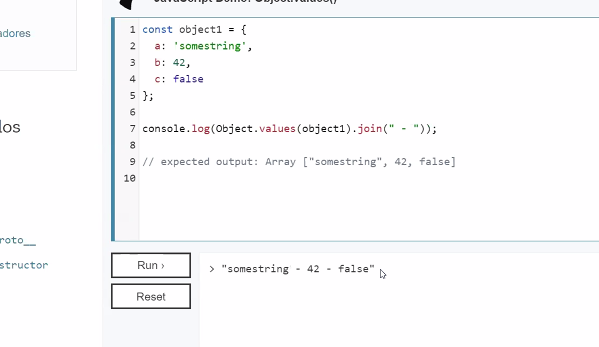 JavaScript Demo: Object.values()
adores
los
roto__
structor
1 const object1 = {
2 a: 'somestring',
3 b: 42,
4 c: false
5 };
6
7 console.log(Object.values(object1).join(" - "));
8
9 // expected output: Array ["somestring", 42, false]
10
Run ›
Reset
> "somestring - 42 - false"